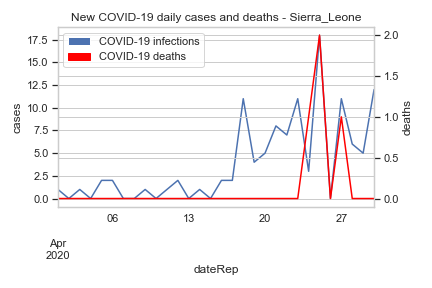 New COVID-19 daily cases and deaths - Sierra_Leone
COVID-19 infections
COVID-19 deaths
17.5
15.0
12.5
10.0
7.5
5.0
2.5
0.0
cases
2.0
1.5
1.0
0.5
0.0
deaths
06
13
20
27
Apr
2020
dateRep